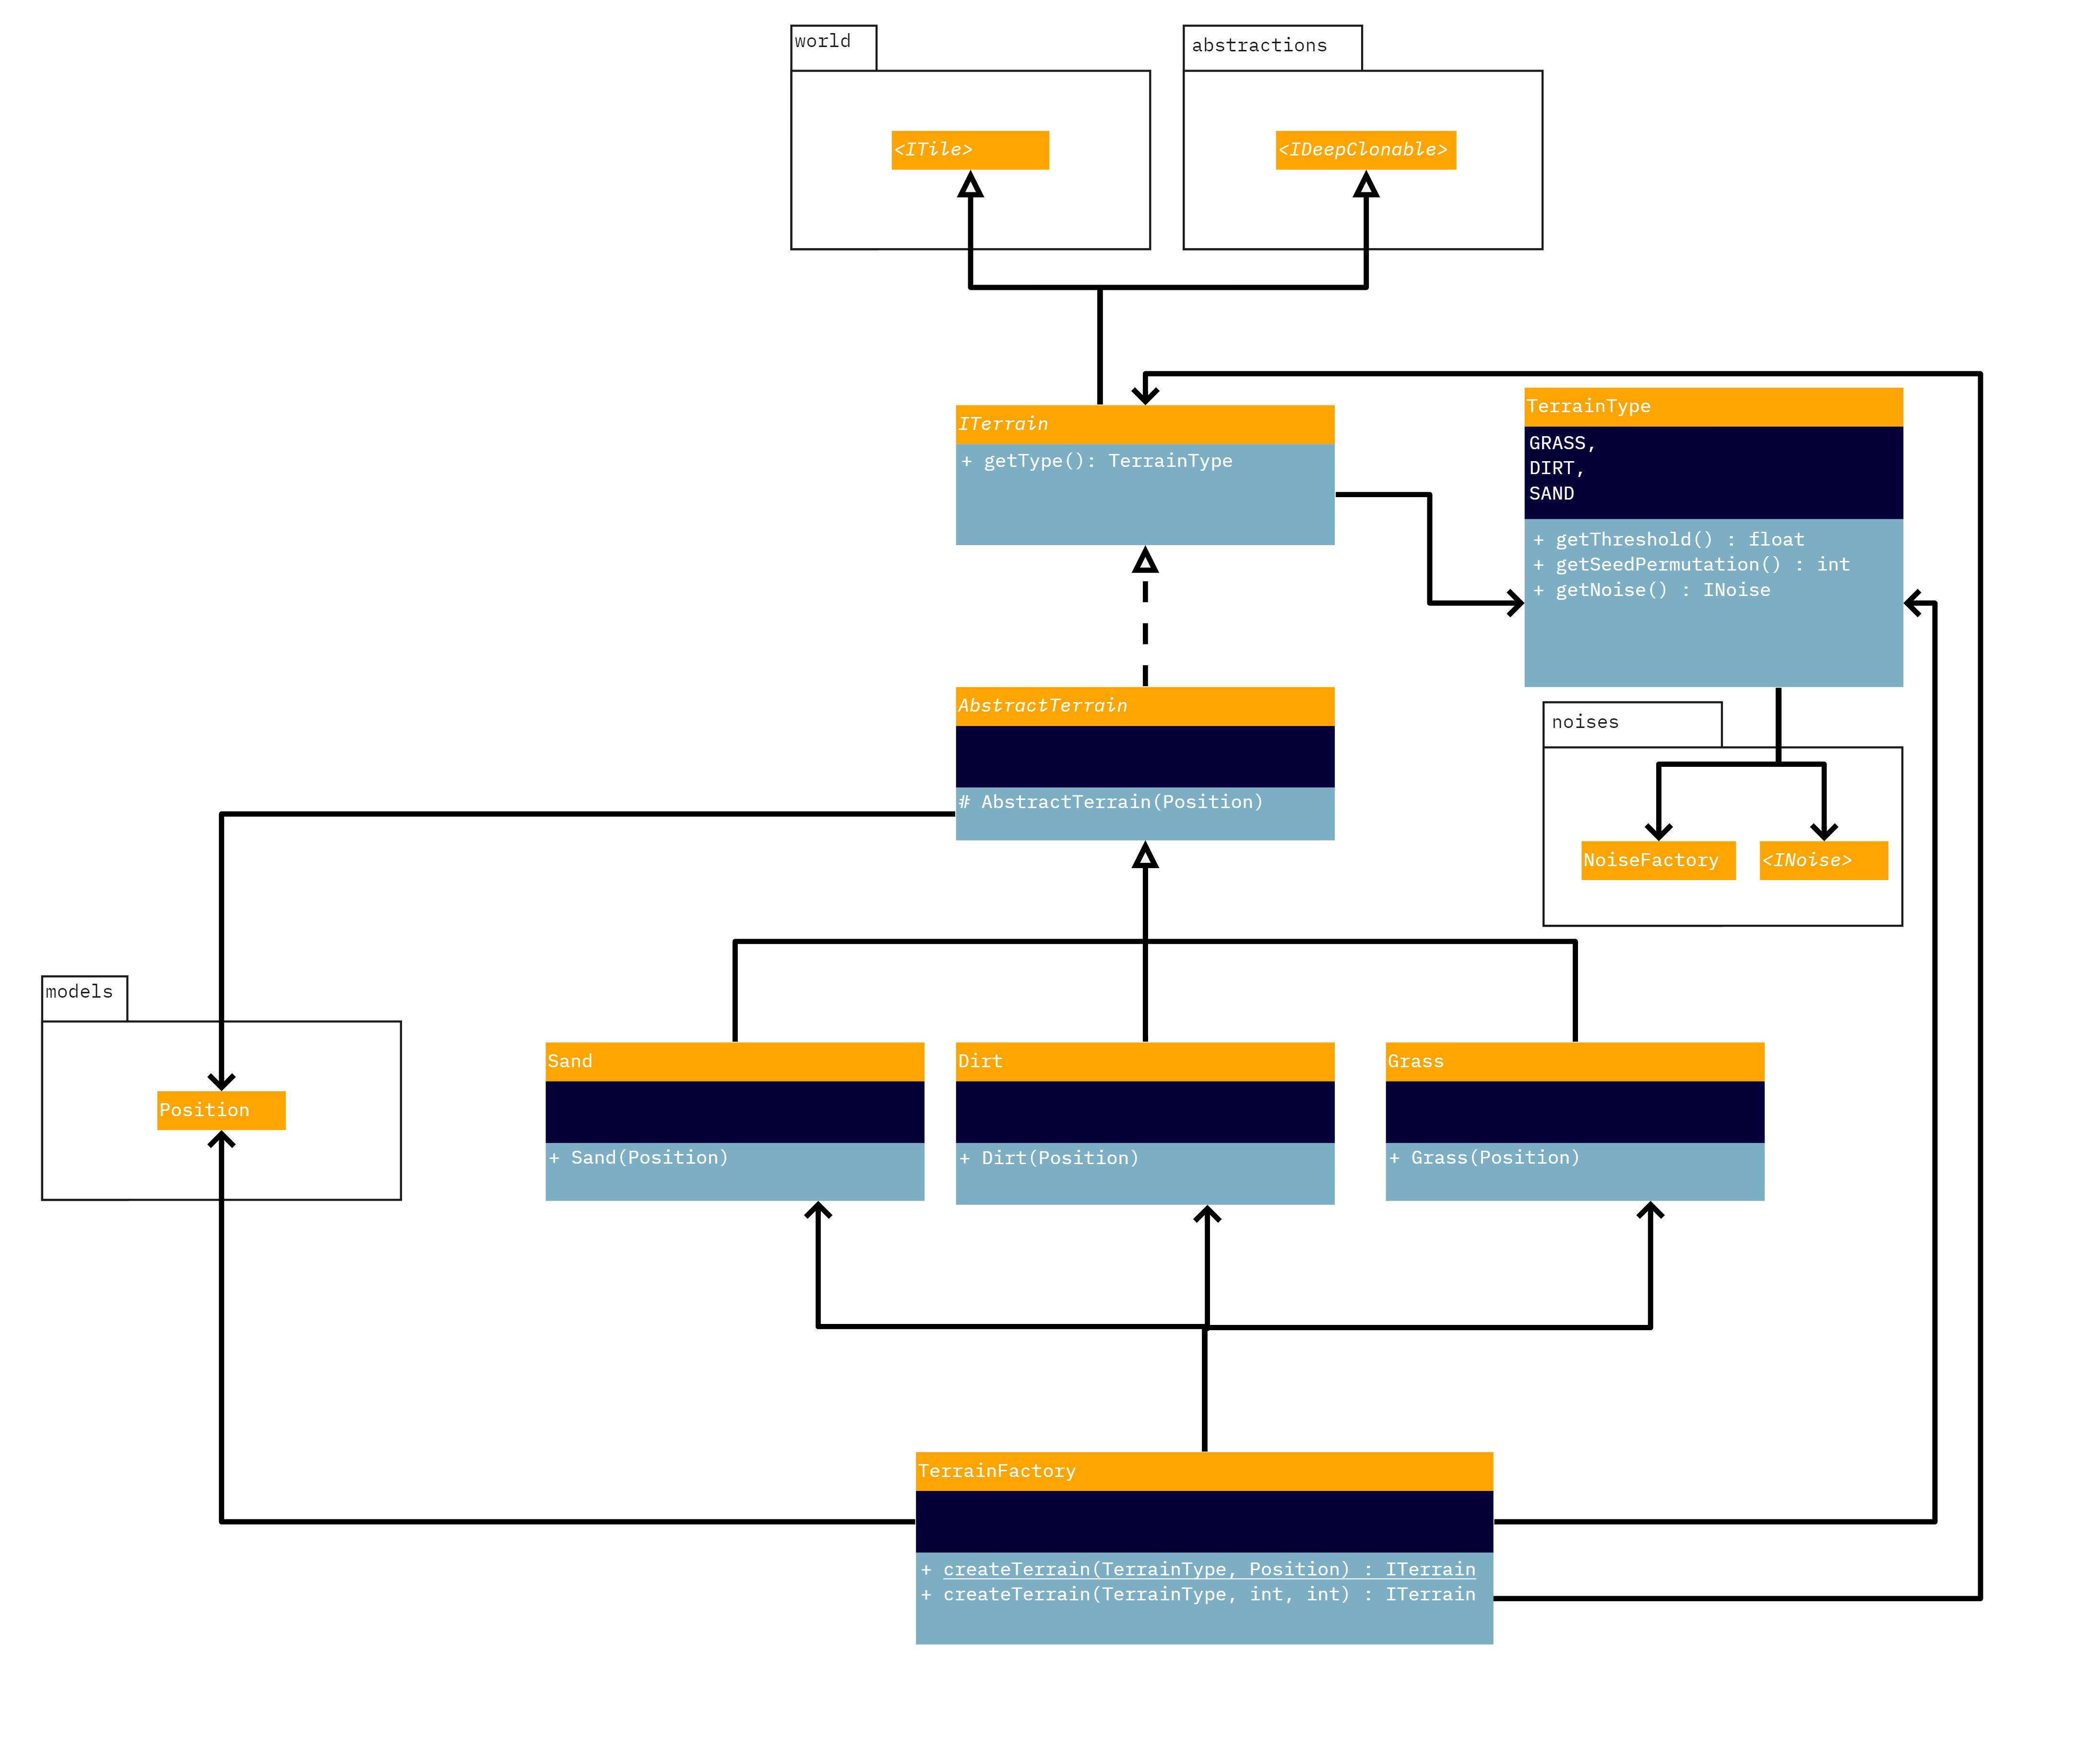 world
abstractions
<ITile>
<IDeepClonable>
ITerrain
+ getType(): TerrainType
TerrainType
GRASS,
DIRT,
SAND
+ getThreshold() : float
+ getSeedPermutation() : int
+ getNoise() : INoise
AbstractTerrain
# AbstractTerrain(Position)
noises
NoiseFactory
<INoise>
models
Position
Sand
+ Sand(Position)
Dirt
+ Dirt(Position)
Grass
+ Grass(Position)
TerrainFactory
+ createTerrain(TerrainType, Position) : ITerrain
+ createTerrain(TerrainType, int, int) : ITerrain